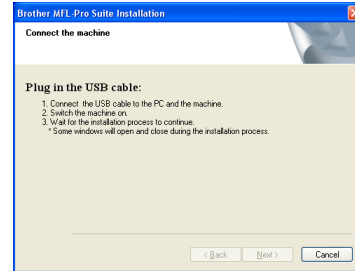 Brother MFL-Pro Suite Installation
Connect the machine
Plug in the USB cable:
1. Connect the USB cable to the PC and the machine.
2. Switch the machine on.
3. Wait for the installation process to continue.
* Some windows will open and close during the installation process.
< Back
Next >
Cancel